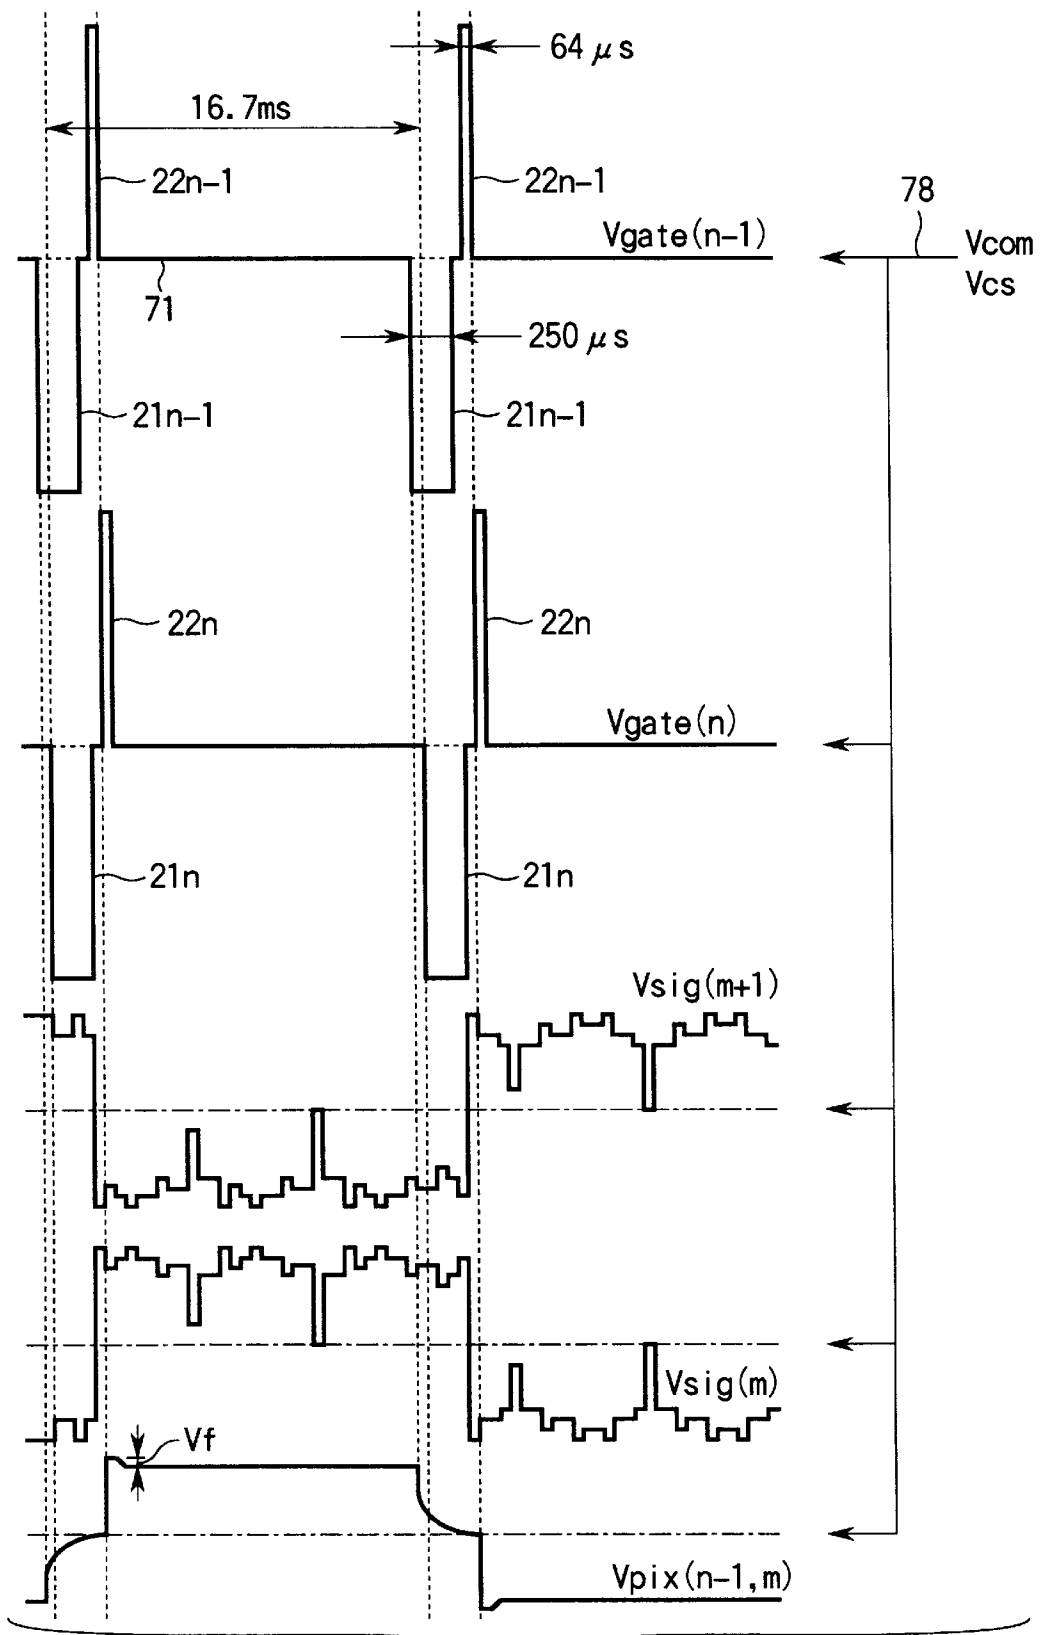 64 μs
16.7ms
22n-1
22n-1
78
Vgate(n-1)
Vcom
Vcs
71
250 μs
21n-1
21n-1
22n
22n
Vgate(n)
21n
21n
Vsig(m+1)
Vsig(m)
Vf
Vpix(n-1,m)